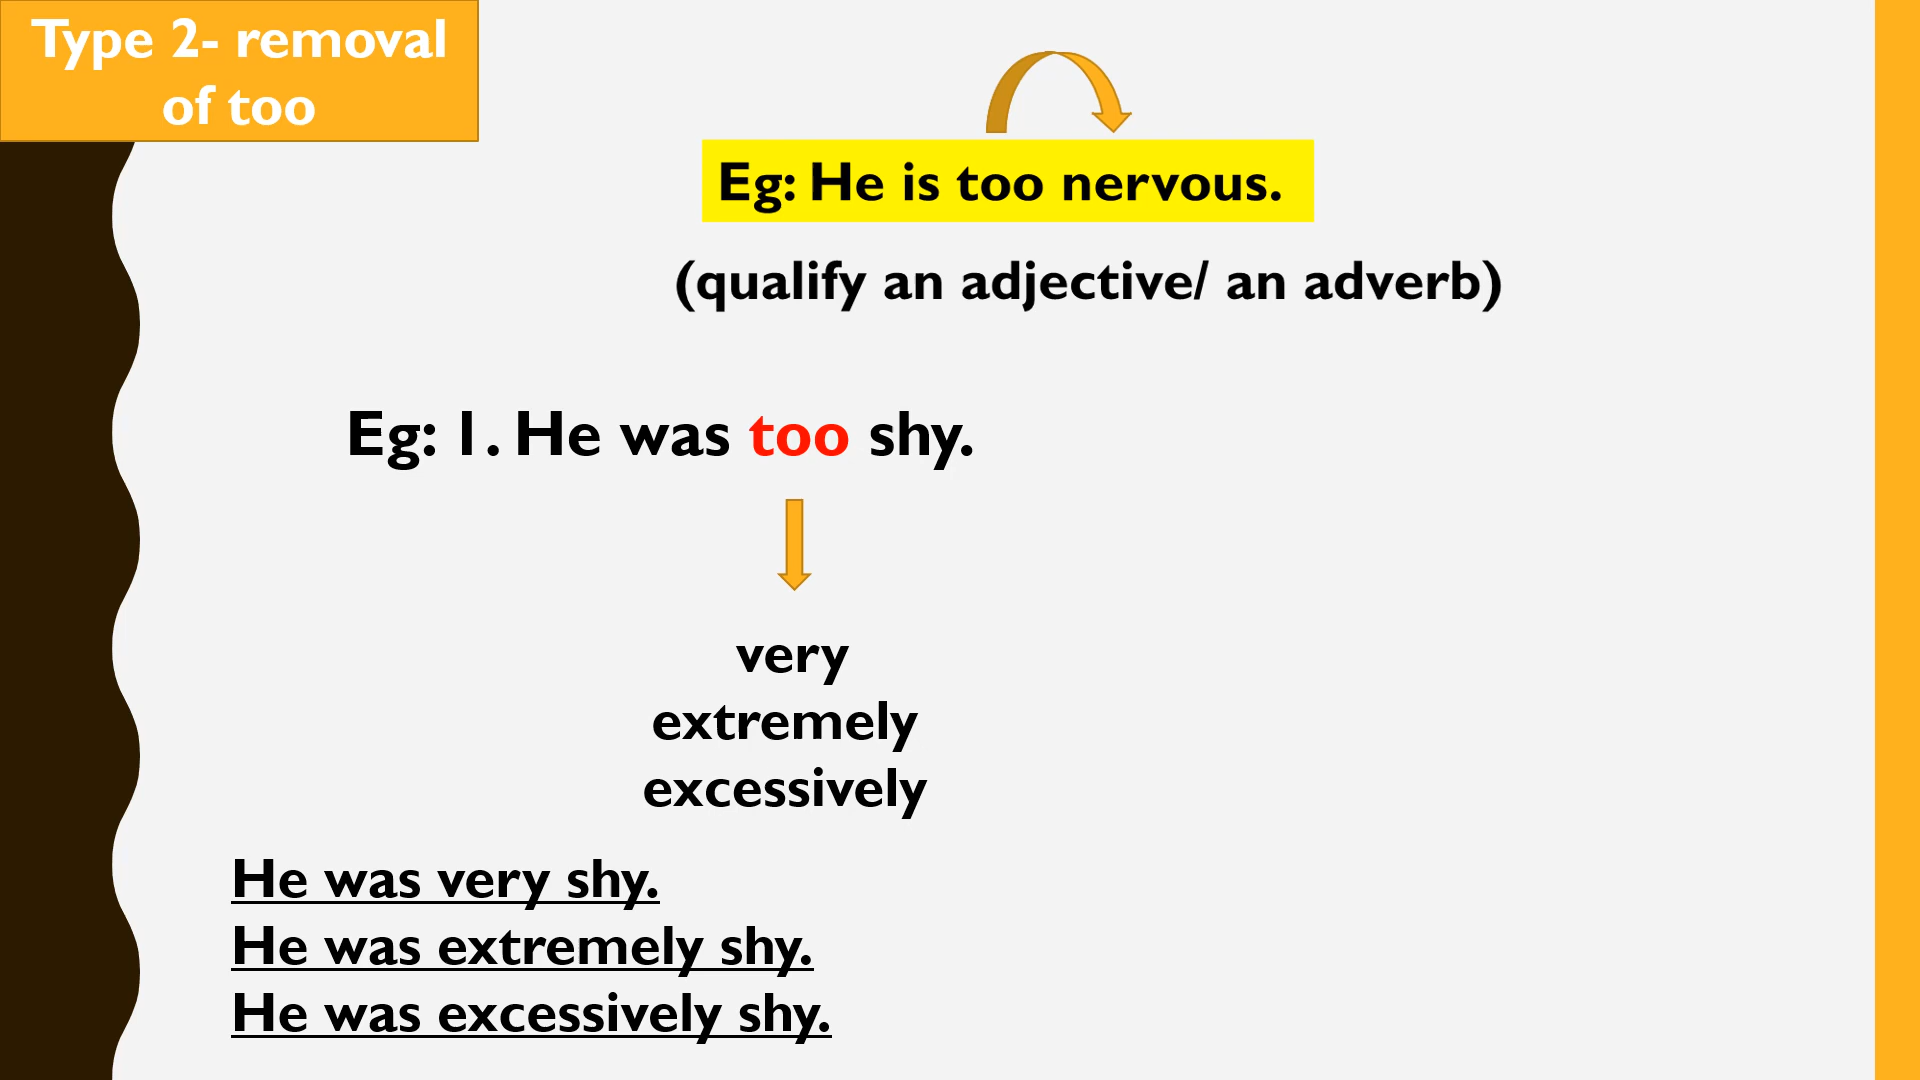 Type 2- removal
of too
Eg: He is too nervous.
(qualify an adjective/ an adverb)
Eg: 1. He was too shy.
very
extremely
excessively
He was very shy.
He was extremely shy.
He was excessively shy.